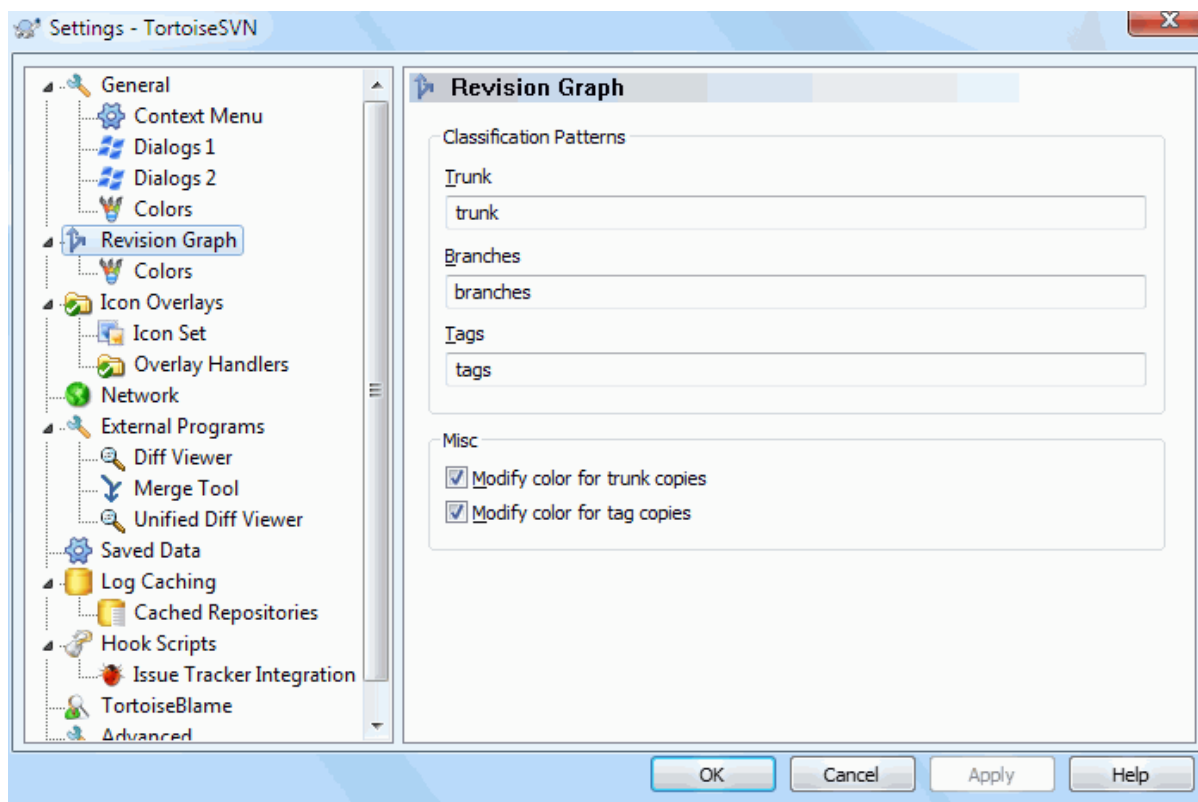 Settings - TortoiseSVN
General
Context Menu
Dialogs 1
Dialogs 2
Colors
Revision Graph
Colors
Icon Overlays
Icon Set
Overlay Handlers
Network
External Programs
Diff Viewer
Merge Tool
Unified Diff Viewer
Saved Data
Log Caching
Cached Repositories
Hook Scripts
Issue Tracker Integration
TortoiseBlame
Advanced
Revision Graph
Classification Patterns
Trunk
trunk
Branches
branches
Tags
tags
Misc
Modify color for trunk copies
Modify color for tag copies
OK
Cancel
Apply
Help